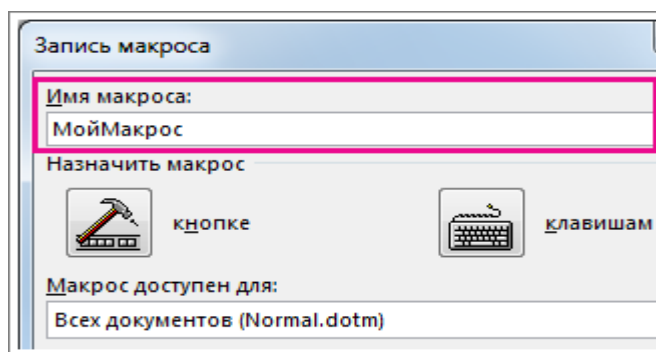 Запись макроса
Имя макроса:
МойМакрос
Назначить макрос
кнопке
клавишам
Макрос доступен для:
Всех документов (Normal.dotm)